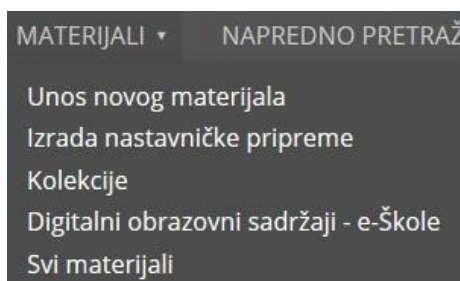 MATERIJALI ▾ NAPREDNO PRETRAŽ
Unos novog materijala
Izrada nastavničke pripreme
Kolekcije
Digitalni obrazovni sadržaji - e-Škole
Svi materijali